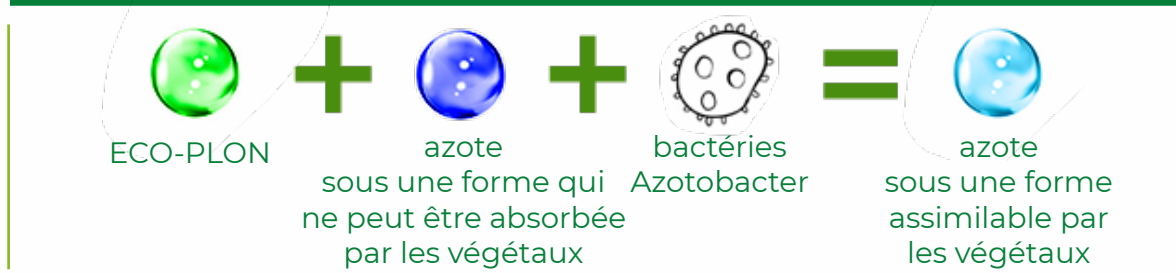 ECO-PLON
azote
sous une forme qui
ne peut être absorbée
par les végétaux
bactéries
Azotobacter
azote
sous une forme
assimilable par
les végétaux